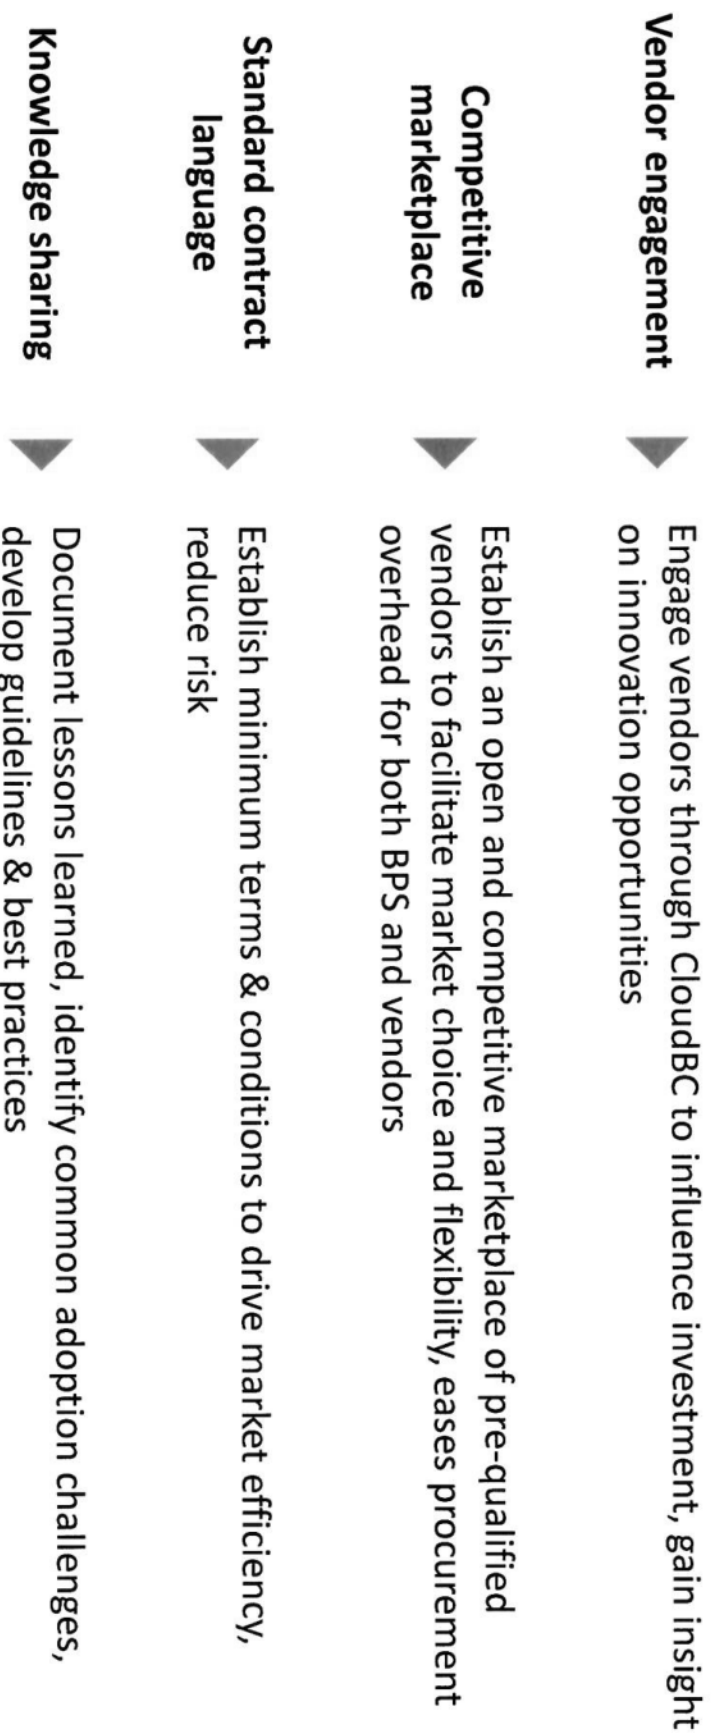 Vendor engagement
Engage vendors through CloudBC to influence investment, gain insight
on innovation opportunities
Competitive
marketplace
Establish an open and competitive marketplace of pre-qualified
vendors to facilitate market choice and flexibility, eases procurement
overhead for both BPS and vendors
Standard contract
language
Establish minimum terms & conditions to drive market efficiency,
reduce risk
Knowledge sharing
Document lessons learned, identify common adoption challenges,
develop guidelines & best practices